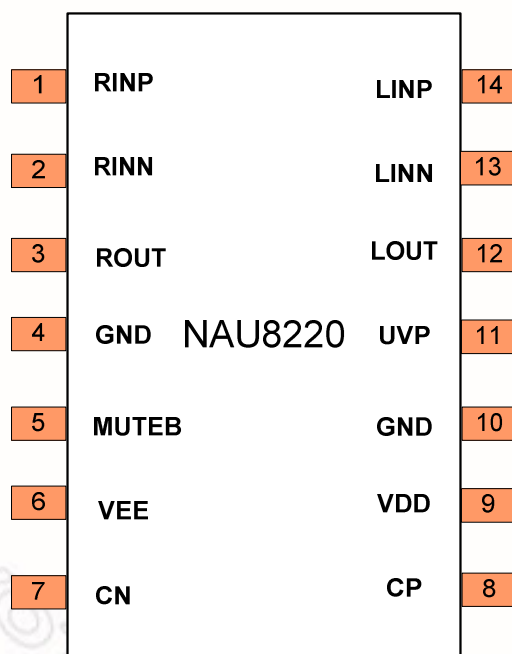 1 RINP LINP 14
2 RINN LINN 13
3 ROUT LOUT 12
4 GND NAU8220 UVP 11
5 MUTEB GND 10
6 VEE VDD 9
7 CN CP 8